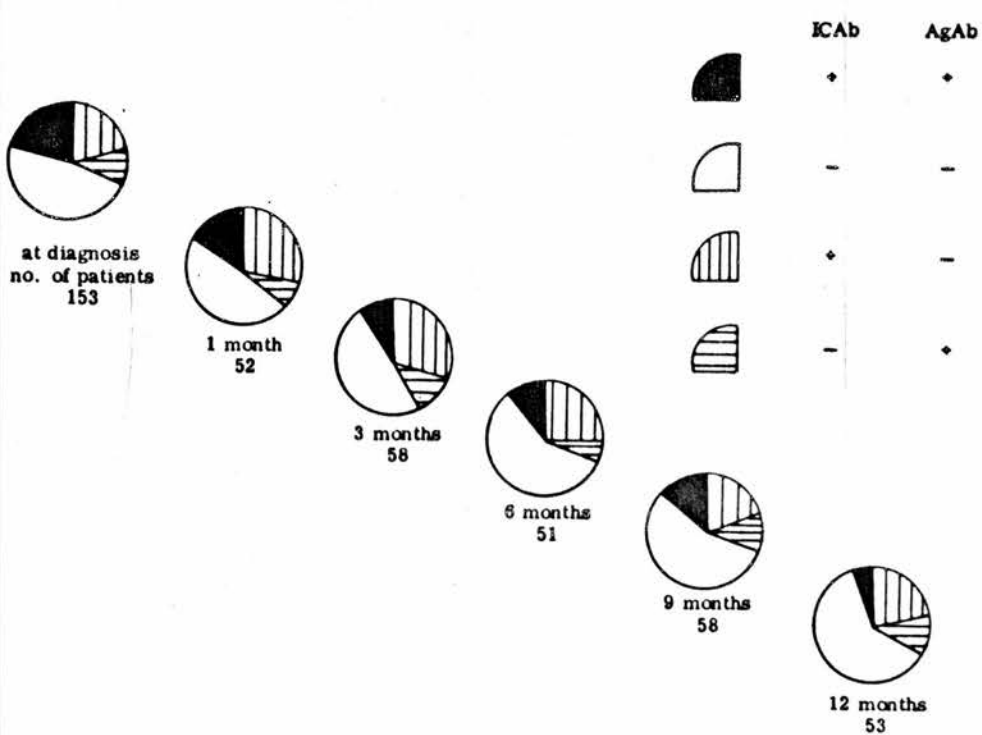 ICAb AgAb
+ +
- -
+ -
- +
at diagnosis
no. of patients
153
1 month
52
3 months
58
6 months
51
9 months
58
12 months
53